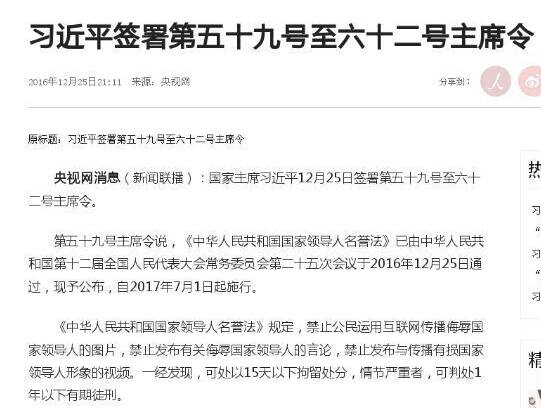 习近平签署第五十九号至六十二号主席令
2016年12月25日21:11 来源：央视网 分享到：
原标题：习近平签署第五十九号至六十二号主席令
热
央视网消息（新闻联播）：国家主席习近平12月25日签署第五十九号至六十
二号主席令。
习
“
第五十九号主席令说，《中华人民共和国国家领导人名誉法》已由中华人民共
和国第十二届全国人民代表大会常务委员会第二十五次会议于2016年12月25日通
过，现予公布，自2017年7月1日起施行。
习
“
习
《中华人民共和国国家领导人名誉法》规定，禁止公民运用互联网传播侮辱国
家领导人的图片，禁止发布有关侮辱国家领导人的言论，禁止发布与传播有损国家
领导人形象的视频。一经发现，可处以15天以下拘留处分，情节严重者，可判处1
年以下有期徒刑。
精